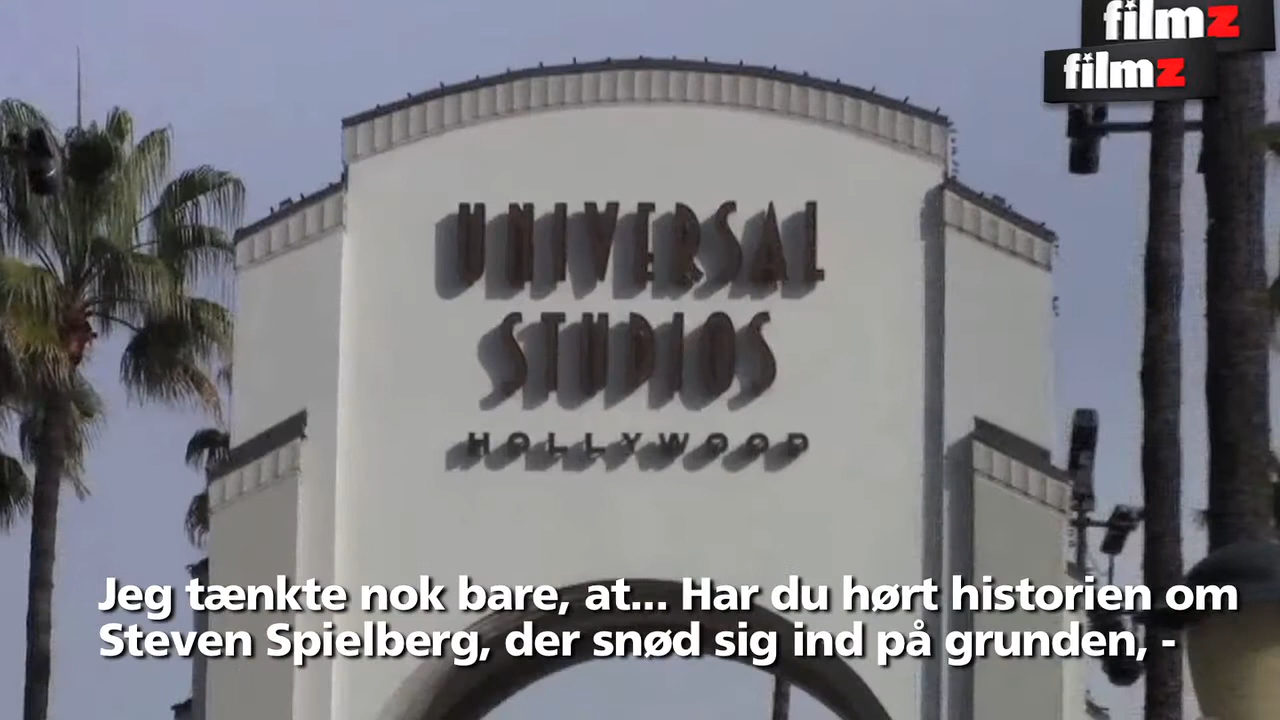 filmz
filmz
UNIVERSAL
STUDIOS
HOLLYWOOD
Jeg tænkte nok bare, at... Har du hørt historien om
Steven Spielberg, der snød sig ind på grunden, -